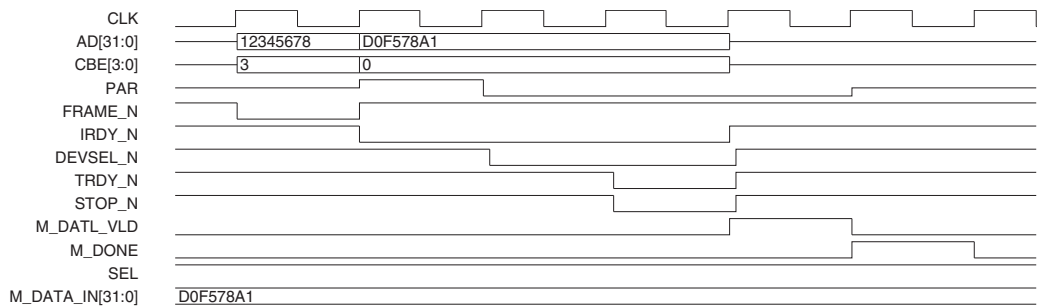 CLK
AD[31:0] 12345678 D0F578A1
CBE[3:0] 3 0
PAR
FRAME_N
IRDY_N
DEVSEL_N
TRDY_N
STOP_N
M_DATL_VLD
M_DONE
SEL
M_DATA_IN[31:0] D0F578A1